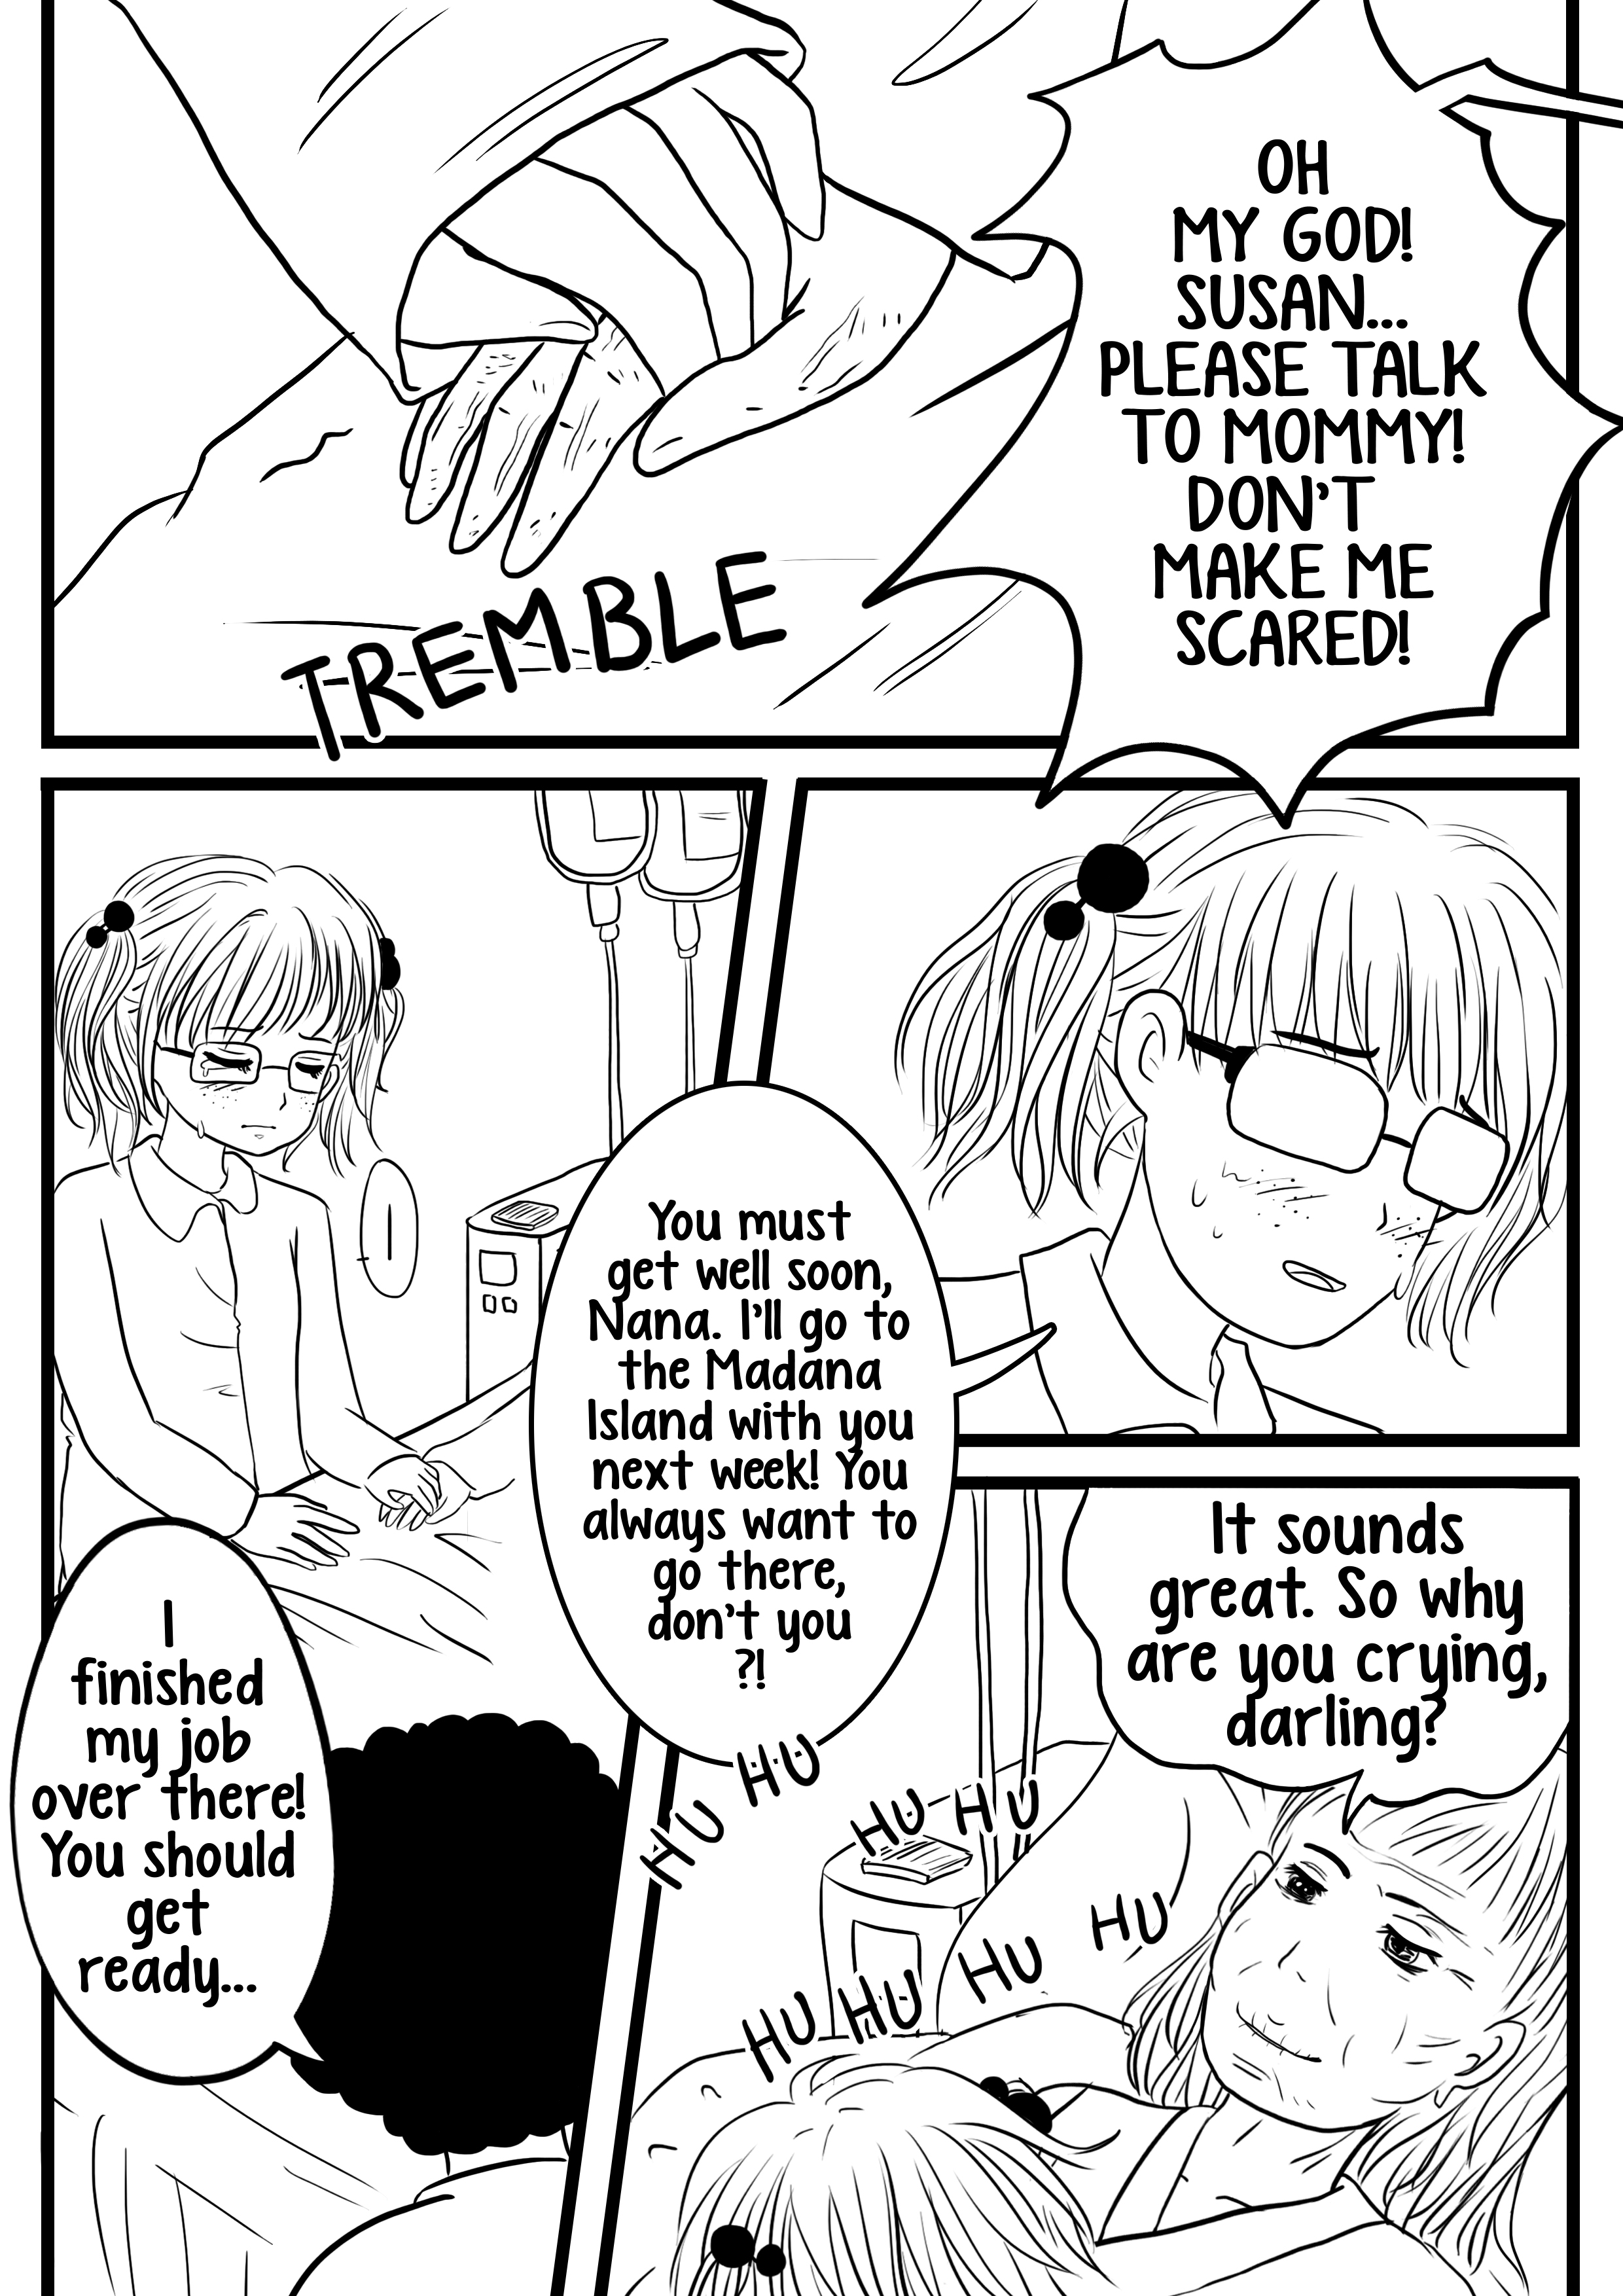 OH
MY GOD!
SUSAN...
PLEASE TALK
TO MOMMY!
DON'T
MAKE ME
SCARED!
TREMBLE
You must
get well soon,
Nana. I'll go to
the Madana
Island with you
next week! You
always want to
go there,
don't you
?!
I
finished
my job
over there!
You should
get
ready...
It sounds
great. So why
are you crying,
darling?
HU HU
HU HU
HU HU HU HU